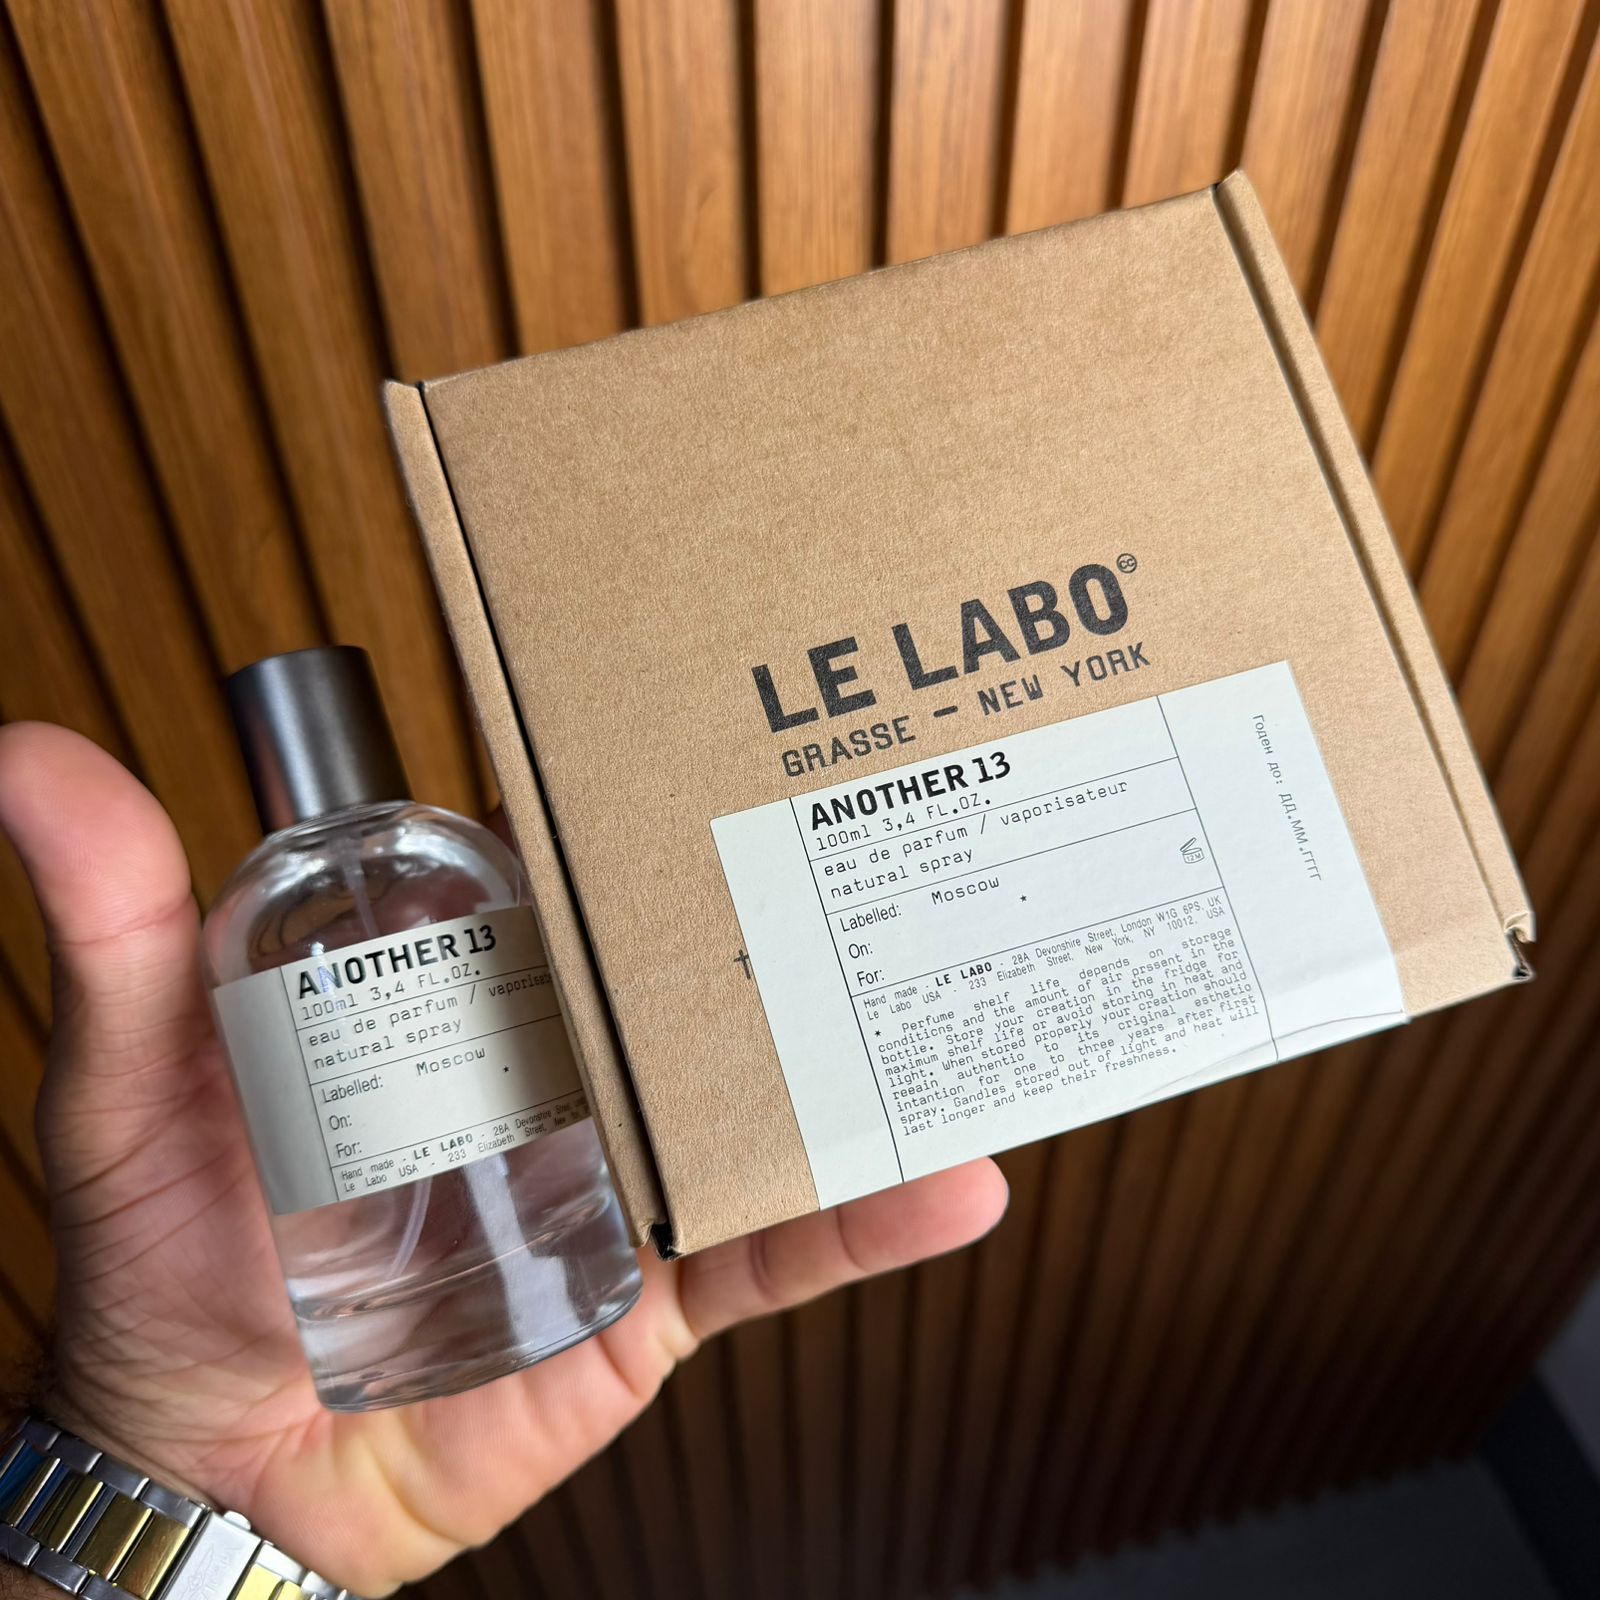 LE LABO
GRASSE – NEW YORK
ANOTHER 13
100ml 3,4 FL.OZ.
eau de parfum / vaporisateur
natural spray
12M
Labelled: Moscow
*
On:
For:
Hand made - LE LABO - 28A Devonshire Street, London W1G 6PS. UK
Le Labo USA - 233 Elizabeth Street, New York, NY 10012. USA
* Perfume shelf life depends on storage
conditions and the amount of air present in the
bottle. Store your creation in the fridge for
maximum shelf life or avoid storing in heat and
light. When stored properly your creation should
reeain authentio to its original esthetio
intantion for one to three years after first
spray. Gandles stored out of light and heat will
last longer and keep their freshness.
Годен до: ДД.ММ.ГГГГ
ANOTHER 13
100ml 3,4 FL.OZ.
eau de parfum / vaporisate
natural spray
Labelled: Moscow
*
On:
For:
Hand made - LE LABO - 28A Devonshire Street
Le Labo USA - 233 Elizabeth Street, New